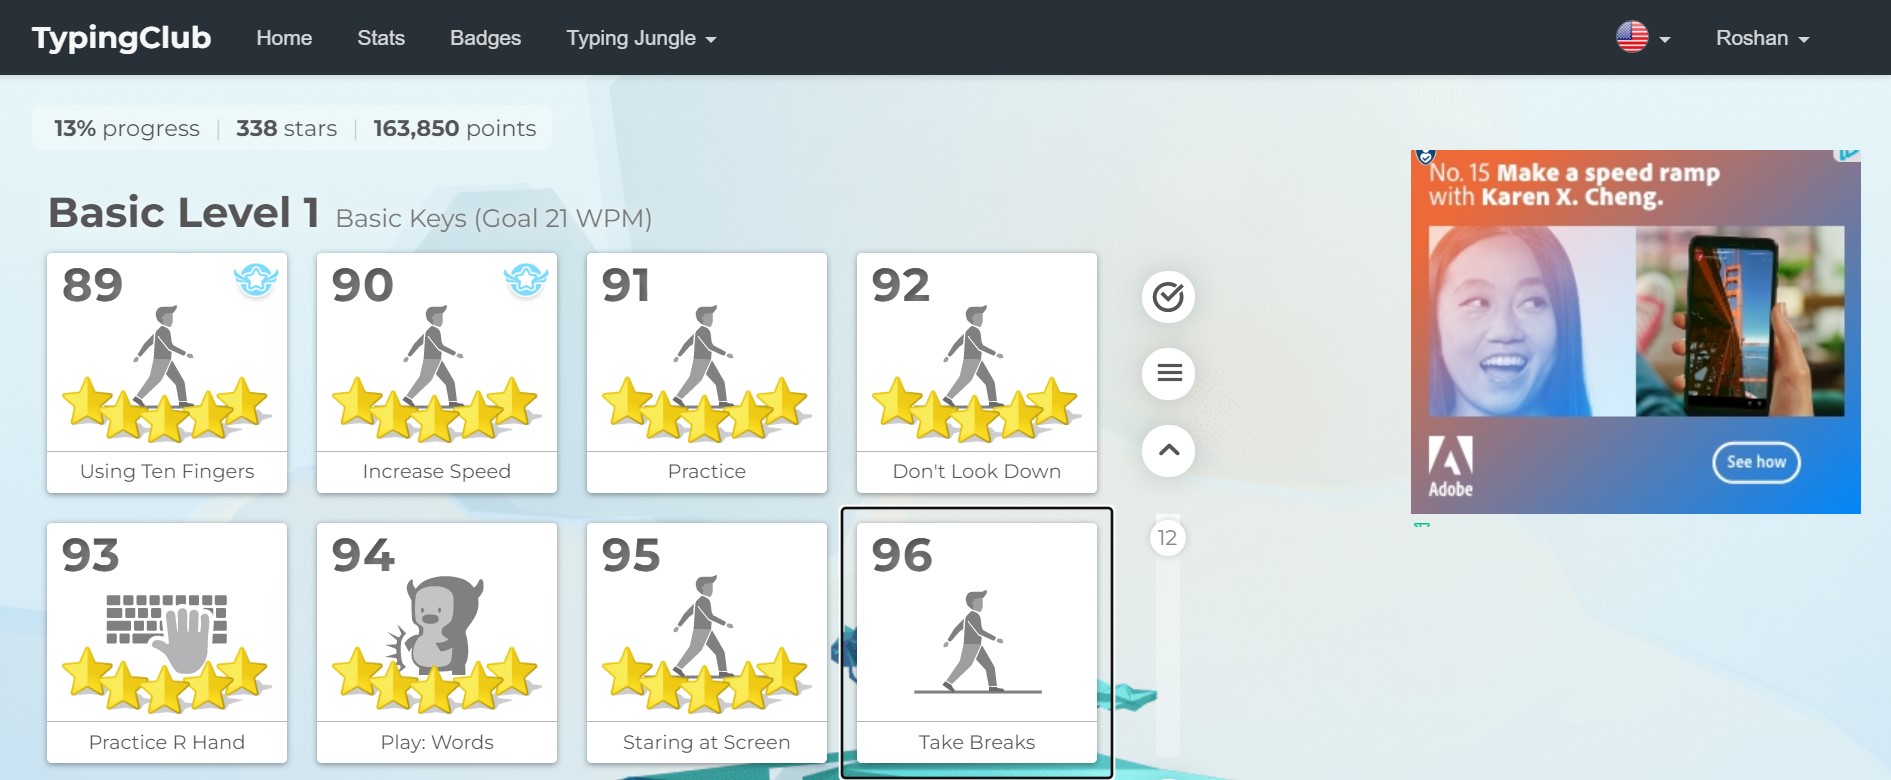 TypingClub Home Stats Badges Typing Jungle Roshan
13% progress 338 stars 163,850 points
Basic Level 1 Basic Keys (Goal 21 WPM)
89 90 91 92
Using Ten Fingers Increase Speed Practice Don't Look Down
93 94 95 96
Practice R Hand Play: Words Staring at Screen Take Breaks
12
No. 15 Make a speed ramp
with Karen X. Cheng.
Adobe
See how